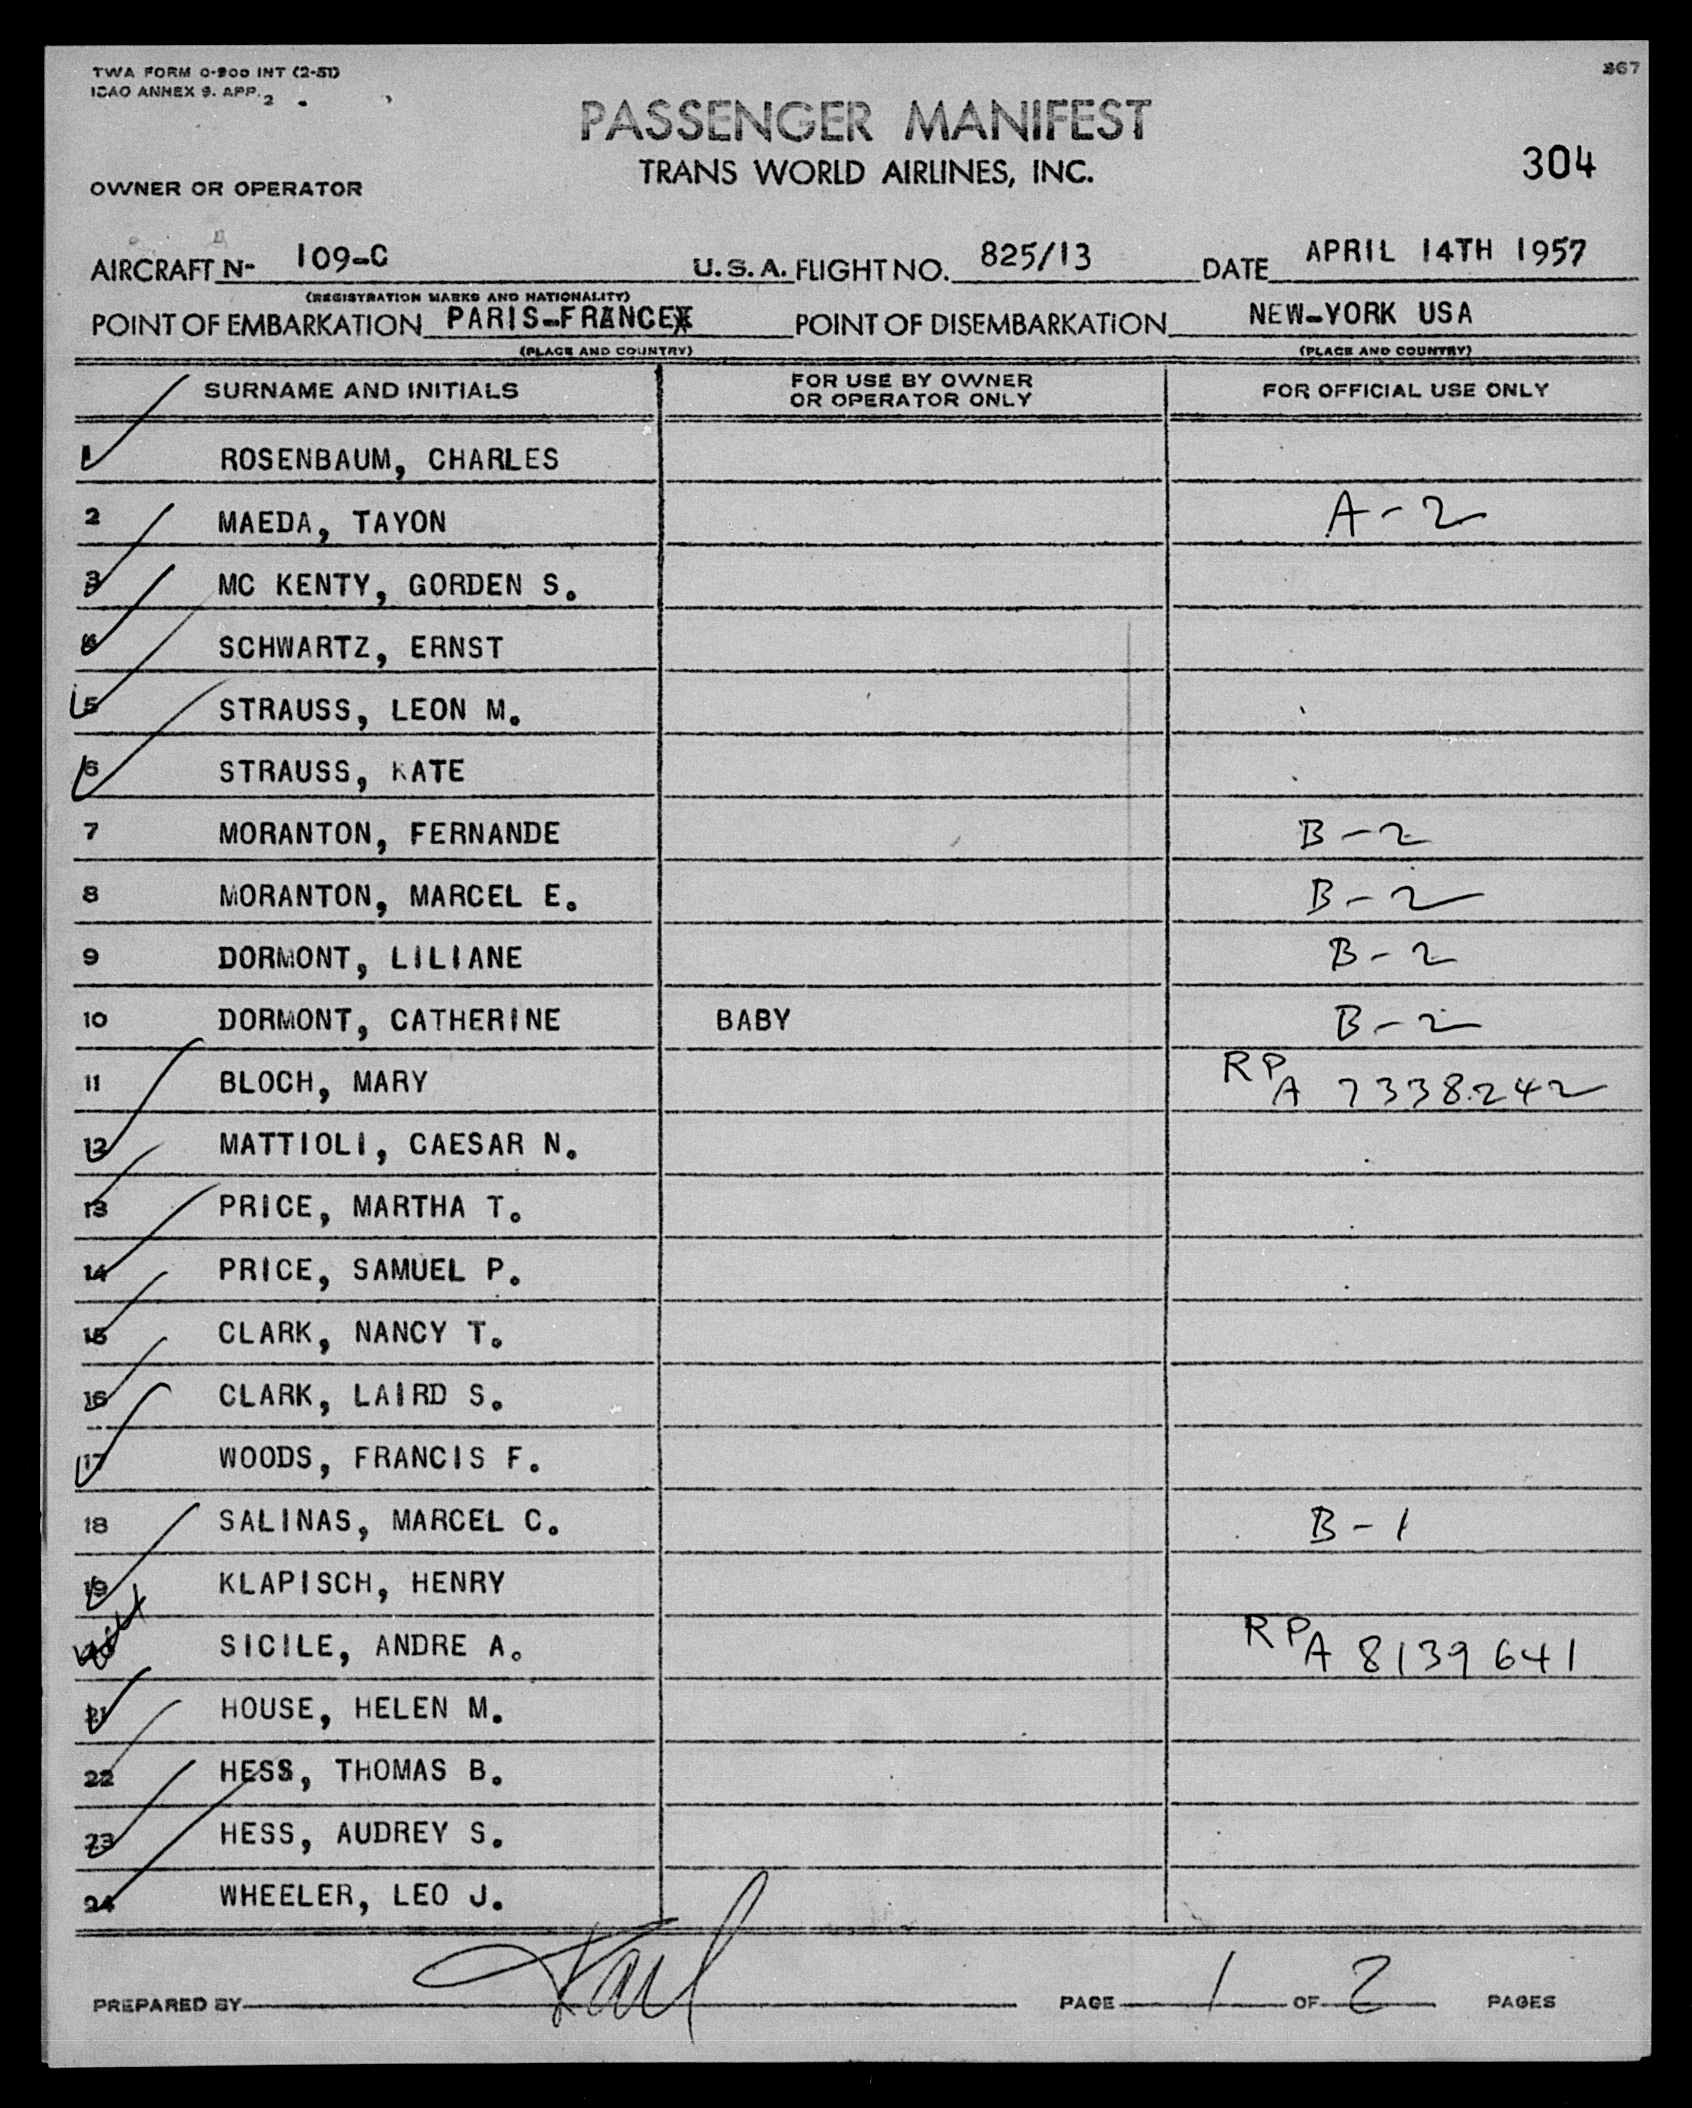 TWA FORM O-900 INT (2-51)
ICAO ANNEX 9. APP. 2
367
PASSENGER MANIFEST
TRANS WORLD AIRLINES, INC.
304
OWNER OR OPERATOR
AIRCRAFT N- 109-C U.S.A. FLIGHT NO. 825/13 DATE APRIL 14TH 1957
(REGISTRATION MARKS AND NATIONALITY)
POINT OF EMBARKATION PARIS-FRANCE POINT OF DISEMBARKATION NEW-YORK USA
(PLACE AND COUNTRY) (PLACE AND COUNTRY)
SURNAME AND INITIALS FOR USE BY OWNER OR OPERATOR ONLY FOR OFFICIAL USE ONLY
1 ROSENBAUM, CHARLES
2 MAEDA, TAYON A-2
3 MC KENTY, GORDEN S.
4 SCHWARTZ, ERNST
5 STRAUSS, LEON M.
6 STRAUSS, KATE
7 MORANTON, FERNANDE B-2
8 MORANTON, MARCEL E. B-2
9 DORMONT, LILIANE B-2
10 DORMONT, CATHERINE BABY B-2
11 BLOCH, MARY RP A 7338242
12 MATTIOLI, CAESAR N.
13 PRICE, MARTHA T.
14 PRICE, SAMUEL P.
15 CLARK, NANCY T.
16 CLARK, LAIRD S.
17 WOODS, FRANCIS F.
18 SALINAS, MARCEL C. B-1
19 KLAPISCH, HENRY
SICILE, ANDRE A. RP A 8139641
21 HOUSE, HELEN M.
22 HESS, THOMAS B.
23 HESS, AUDREY S.
24 WHEELER, LEO J.
PREPARED BY PAGE 1 OF 2 PAGES